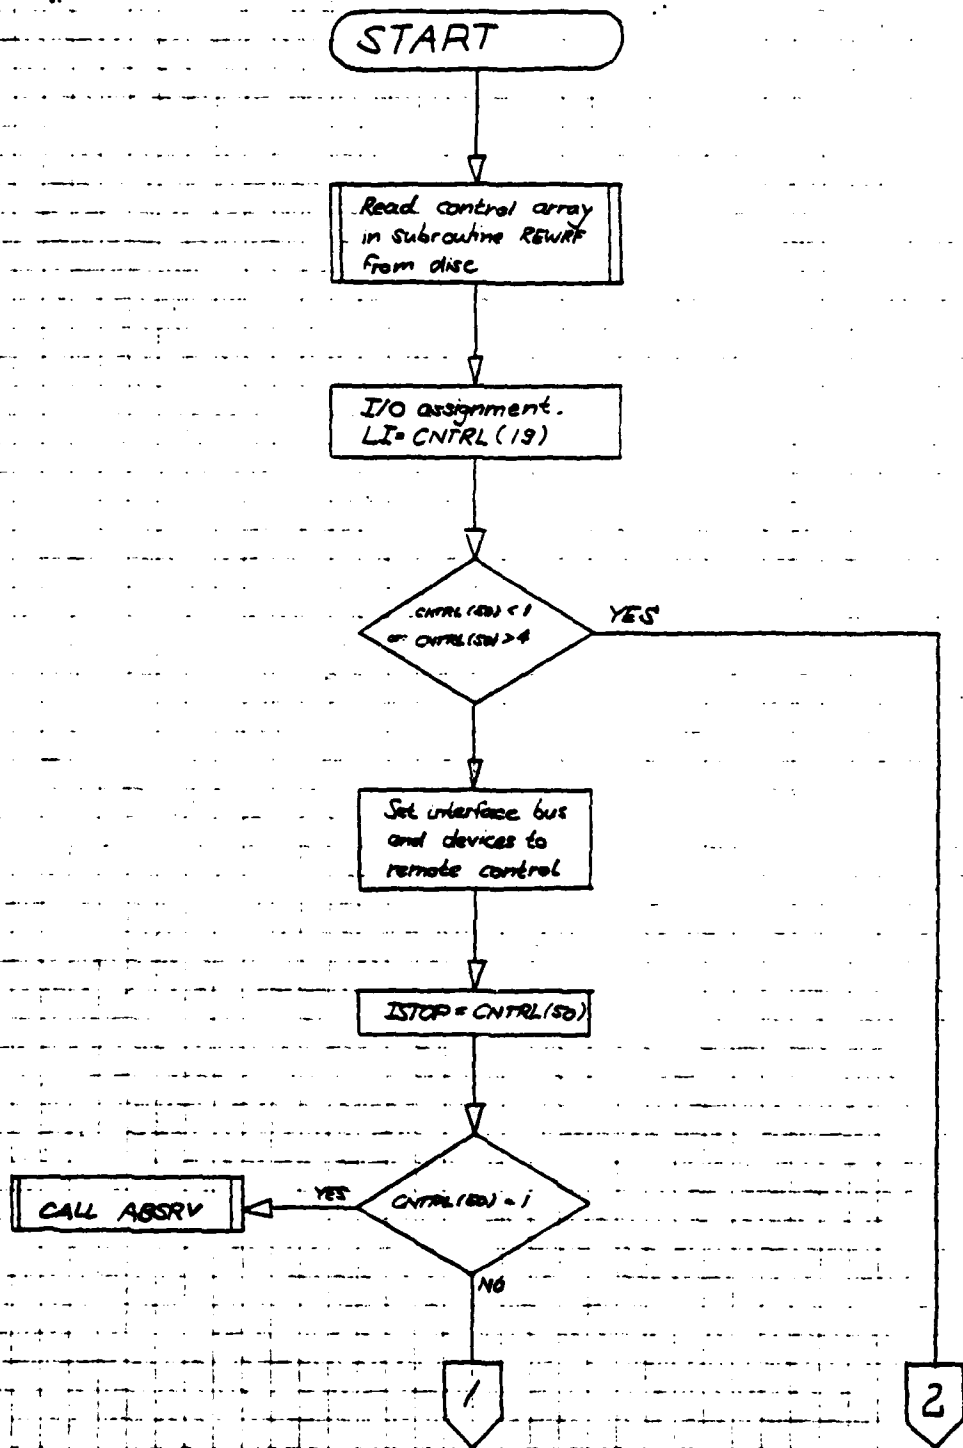 START
Read control array
in subroutine REWRF
from disc
I/O assignment.
LI= CNTRL(19)
CNTRL(50) < 1
or CNTRL(50) > 4
YES
Set interface bus
and devices to
remote control
ISTOP = CNTRL(50)
CALL ABSRV
YES
CNTRL(50) = 1
NO
1
2